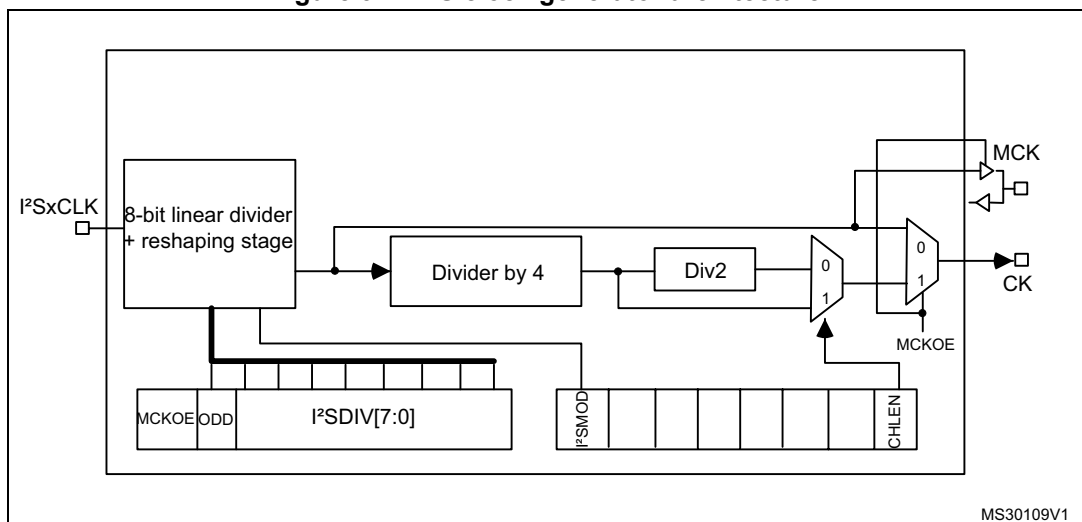 MCK
I²SxCLK
8-bit linear divider
+ reshaping stage
Divider by 4
Div2
0
1
0
1
CK
MCKOE
MCKOE
ODD
I²SDIV[7:0]
I²SMOD
CHLEN
MS30109V1